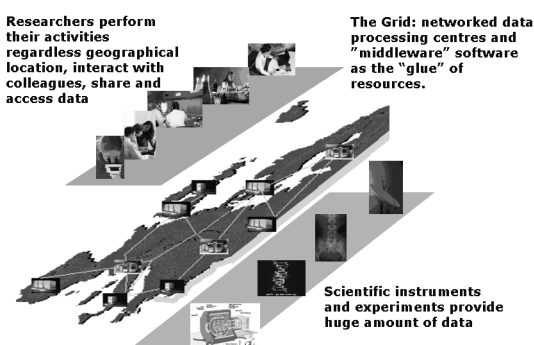 Researchers perform
their activities
regardless geographical
location, interact with
colleagues, share and
access data
The Grid: networked data
processing centres and
”middleware” software
as the “glue” of
resources.
Scientific instruments
and experiments provide
huge amount of data